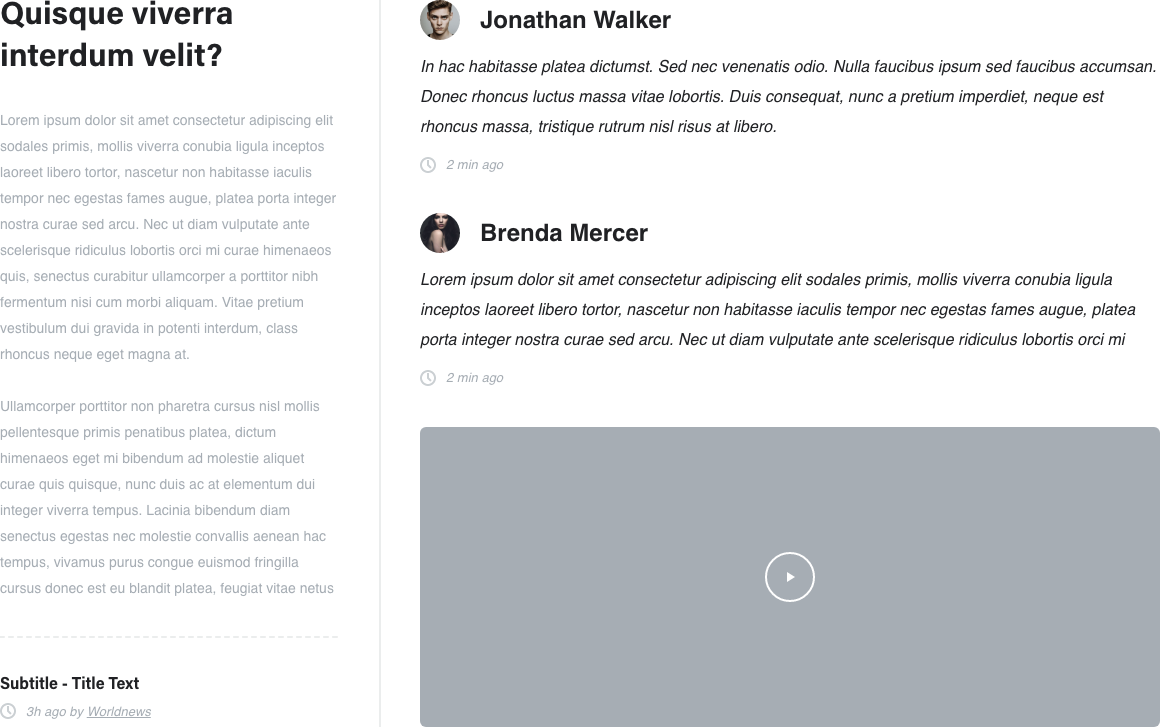 Quisque viverra
interdum velit?
Lorem ipsum dolor sit amet consectetur adipiscing elit
sodales primis, mollis viverra conubia ligula inceptos
laoreet libero tortor, nascetur non habitasse iaculis
tempor nec egestas fames augue, platea porta integer
nostra curae sed arcu. Nec ut diam vulputate ante
scelerisque ridiculus lobortis orci mi curae himenaeos
quis, senectus curabitur ullamcorper a porttitor nibh
fermentum nisi cum morbi aliquam. Vitae pretium
vestibulum dui gravida in potenti interdum, class
rhoncus neque eget magna at.
Ullamcorper porttitor non pharetra cursus nisl mollis
pellentesque primis penatibus platea, dictum
himenaeos eget mi bibendum ad molestie aliquet
curae quis quisque, nunc duis ac at elementum dui
integer viverra tempus. Lacinia bibendum diam
senectus egestas nec molestie convallis aenean hac
tempus, vivamus purus congue euismod fringilla
cursus donec est eu blandit platea, feugiat vitae netus
Subtitle - Title Text
3h ago by Worldnews
Jonathan Walker
In hac habitasse platea dictumst. Sed nec venenatis odio. Nulla faucibus ipsum sed faucibus accumsan.
Donec rhoncus luctus massa vitae lobortis. Duis consequat, nunc a pretium imperdiet, neque est
rhoncus massa, tristique rutrum nisl risus at libero.
2 min ago
Brenda Mercer
Lorem ipsum dolor sit amet consectetur adipiscing elit sodales primis, mollis viverra conubia ligula
inceptos laoreet libero tortor, nascetur non habitasse iaculis tempor nec egestas fames augue, platea
porta integer nostra curae sed arcu. Nec ut diam vulputate ante scelerisque ridiculus lobortis orci mi
2 min ago